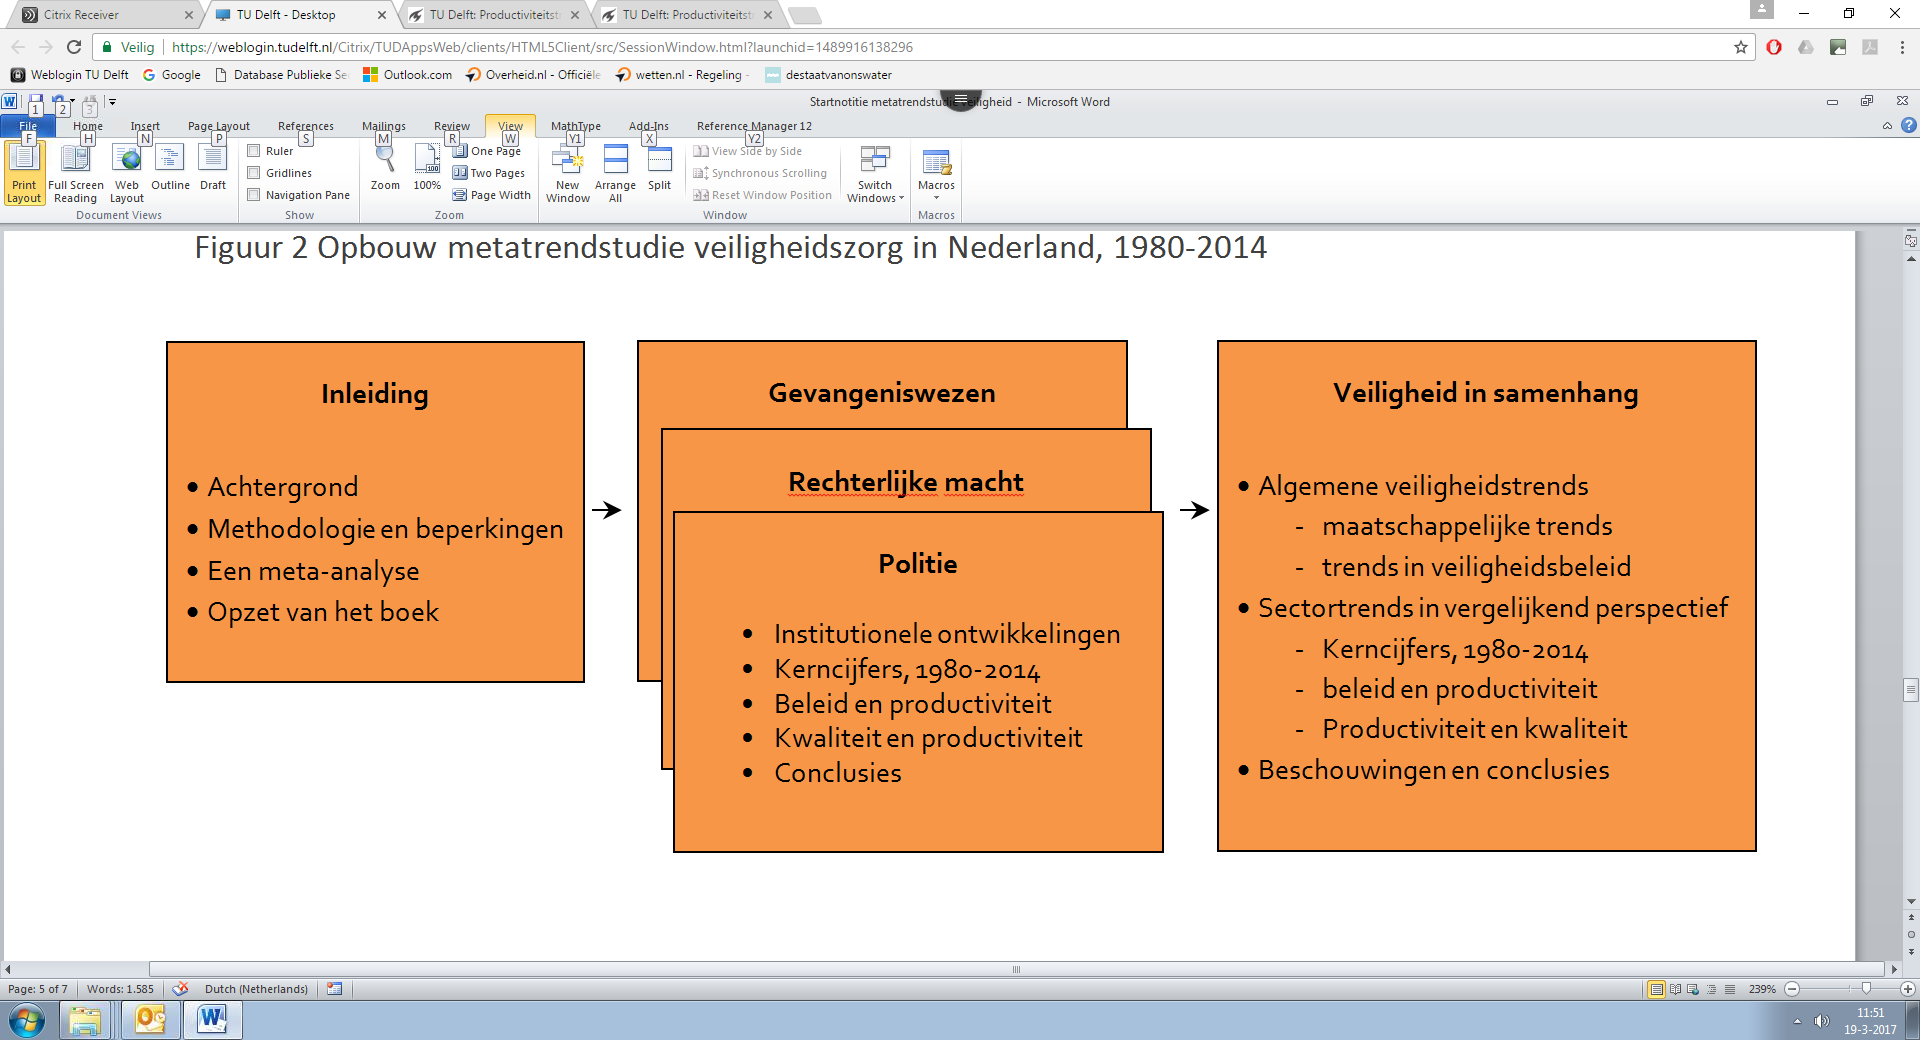 Citrix Receiver
TU Delft - Desktop
TU Delft: Productiviteitst
TU Delft: Productiviteitst
Veilig
https://weblogin.tudelft.nl/Citrix/TUDAppsWeb/clients/HTML5Client/src/SessionWindow.html?launchid=1489916138296
Weblogin TU Delft
Google
Database Publieke Se
Outlook.com
Overheid.nl - Officiële
wetten.nl - Regeling -
destaatvanonswater
Startnotitie metatrendstudie veiligheid - Microsoft Word
1 2 3
File Home Insert Page Layout References Mailings Review View MathType Add-Ins Reference Manager 12
F H N P S M R W Y1 X Y2
Print Layout
Full Screen Reading
Web Layout
Outline
Draft
Document Views
Ruler
Gridlines
Navigation Pane
Show
Zoom
100%
One Page
Two Pages
Page Width
Zoom
New Window
Arrange All
Split
View Side by Side
Synchronous Scrolling
Reset Window Position
Window
Switch Windows
Macros
Macros
Figuur 2 Opbouw metatrendstudie veiligheidszorg in Nederland, 1980-2014
Inleiding
• Achtergrond
• Methodologie en beperkingen
• Een meta-analyse
• Opzet van het boek
Gevangeniswezen
Rechterlijke macht
Politie
• Institutionele ontwikkelingen
• Kerncijfers, 1980-2014
• Beleid en productiviteit
• Kwaliteit en productiviteit
• Conclusies
Veiligheid in samenhang
• Algemene veiligheidstrends
- maatschappelijke trends
- trends in veiligheidsbeleid
• Sectortrends in vergelijkend perspectief
- Kerncijfers, 1980-2014
- beleid en productiviteit
- Productiviteit en kwaliteit
• Beschouwingen en conclusies
Page: 5 of 7
Words: 1.585
Dutch (Netherlands)
239%
11:51
19-3-2017